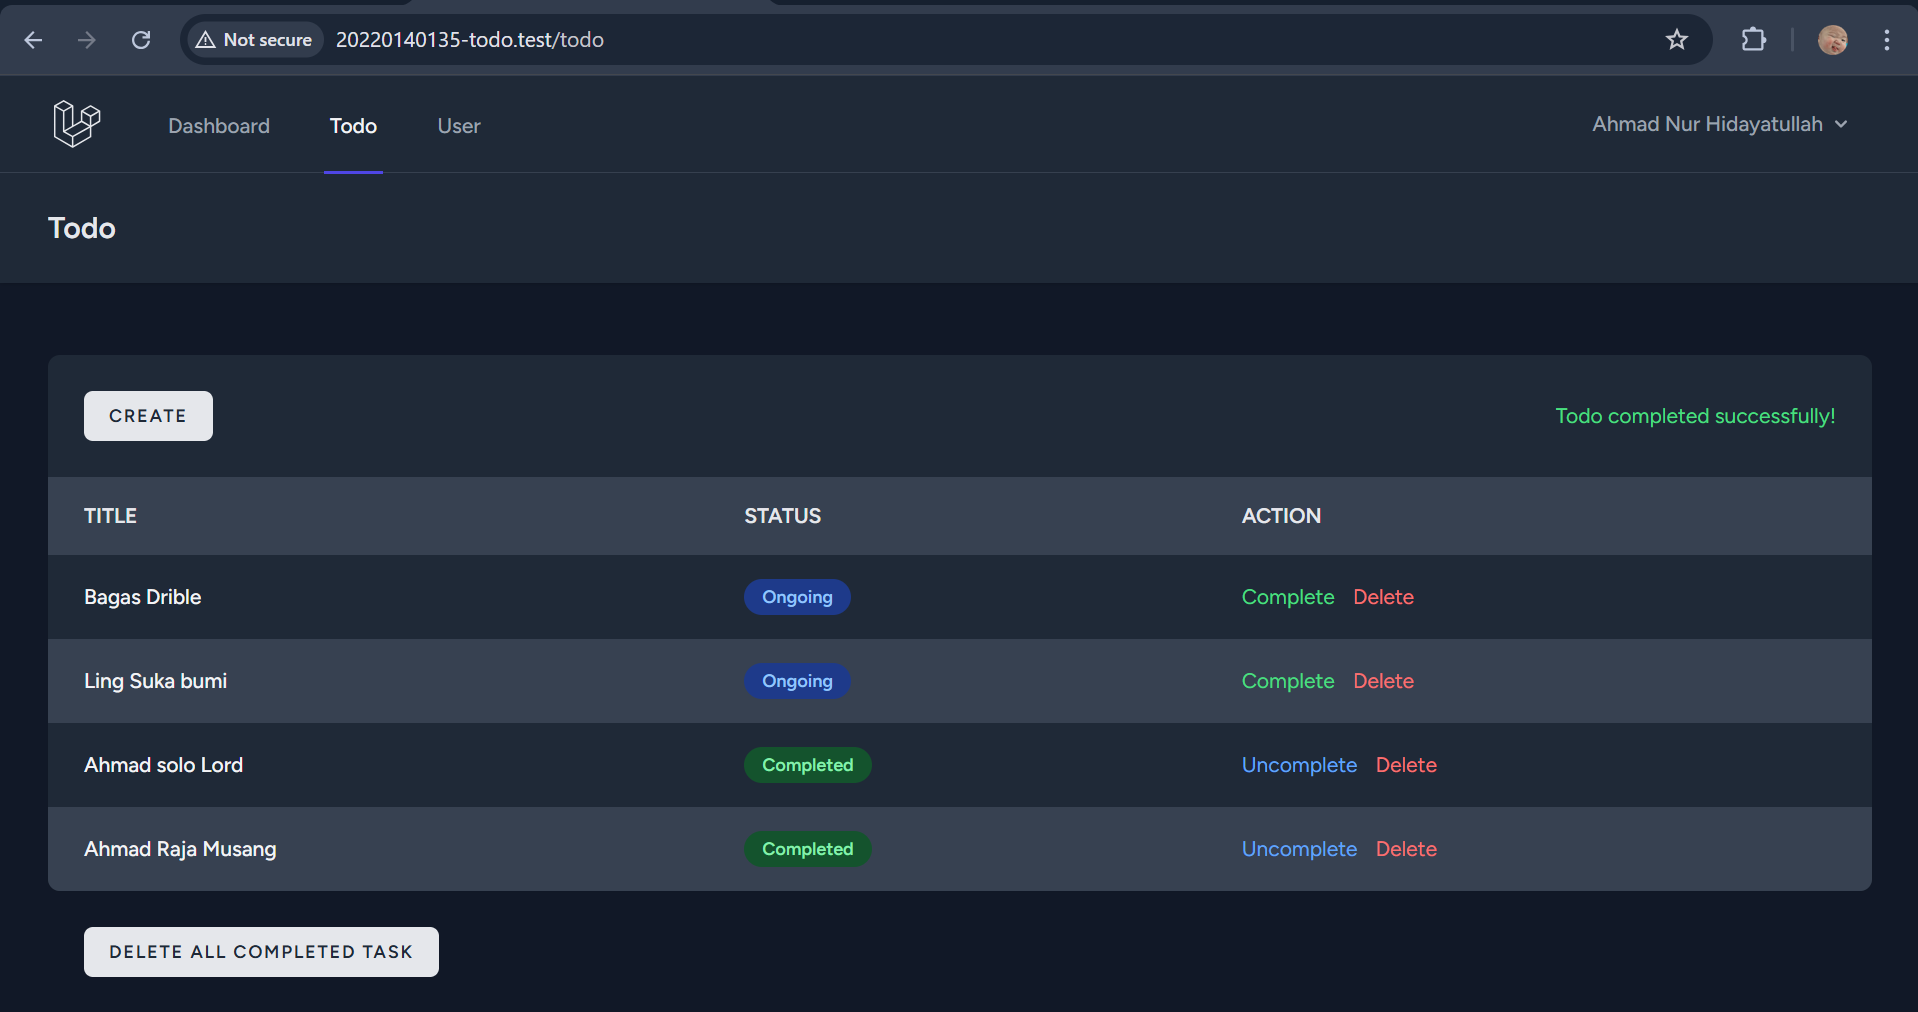 Not secure 20220140135-todo.test/todo
Dashboard Todo User Ahmad Nur Hidayatullah
Todo
CREATE Todo completed successfully!
TITLE STATUS ACTION
Bagas Drible Ongoing Complete Delete
Ling Suka bumi Ongoing Complete Delete
Ahmad solo Lord Completed Uncomplete Delete
Ahmad Raja Musang Completed Uncomplete Delete
DELETE ALL COMPLETED TASK